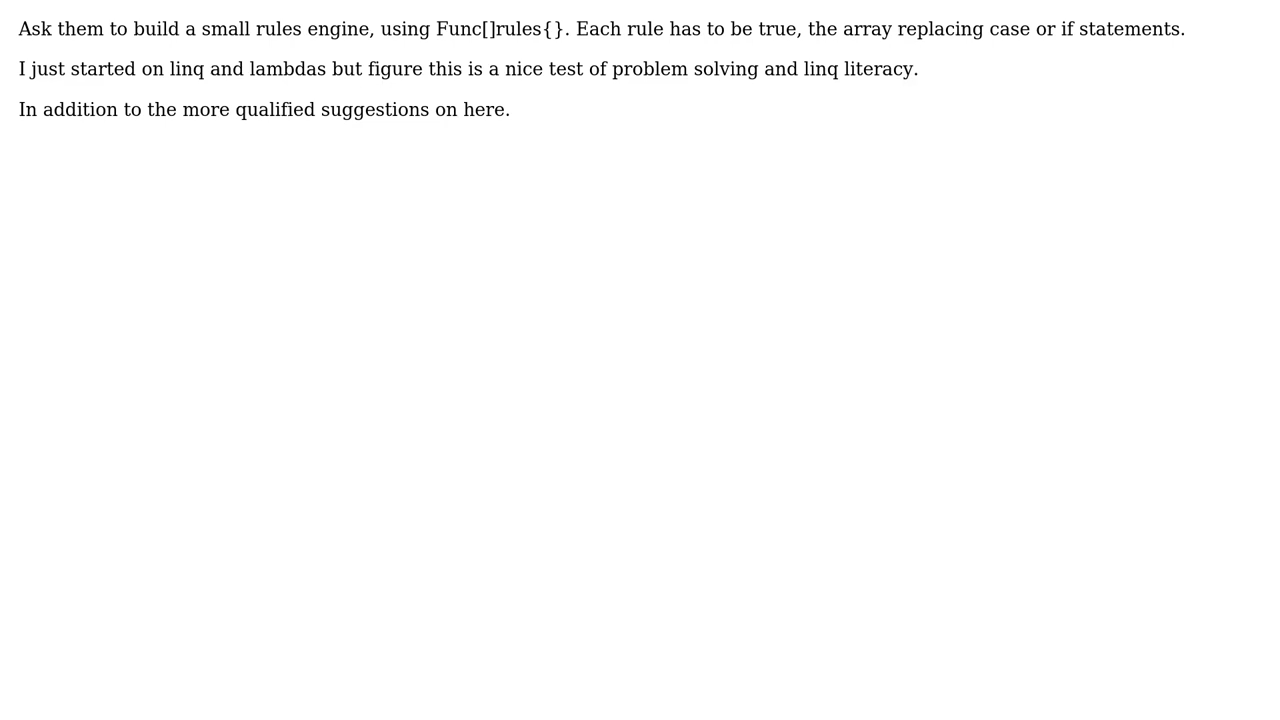 Ask them to build a small rules engine, using Func[]rules{}. Each rule has to be true, the array replacing case or if statements.
I just started on linq and lambdas but figure this is a nice test of problem solving and linq literacy.
In addition to the more qualified suggestions on here.